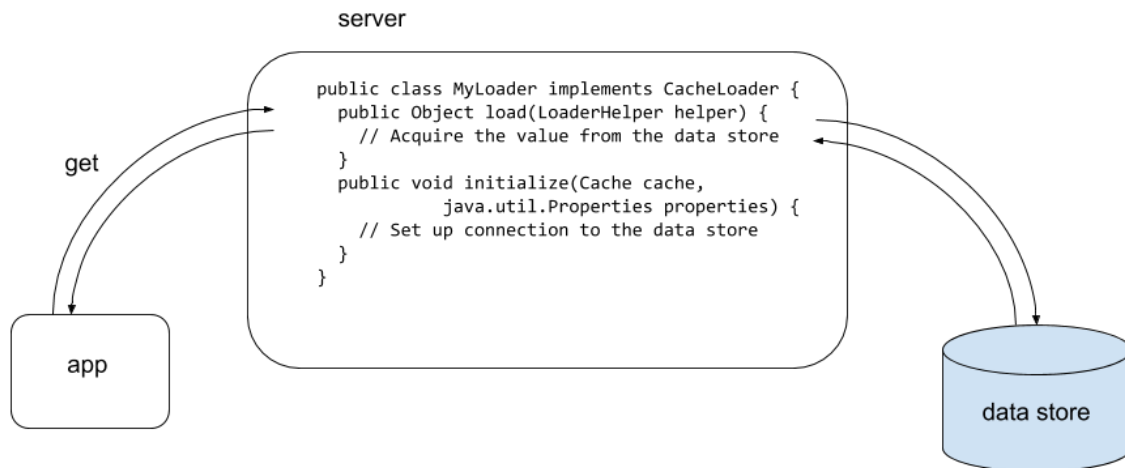 server
public class MyLoader implements CacheLoader {
  public Object load(LoaderHelper helper) {
    // Acquire the value from the data store
  }
  public void initialize(Cache cache,
            java.util.Properties properties) {
    // Set up connection to the data store
  }
}
get
app
data store